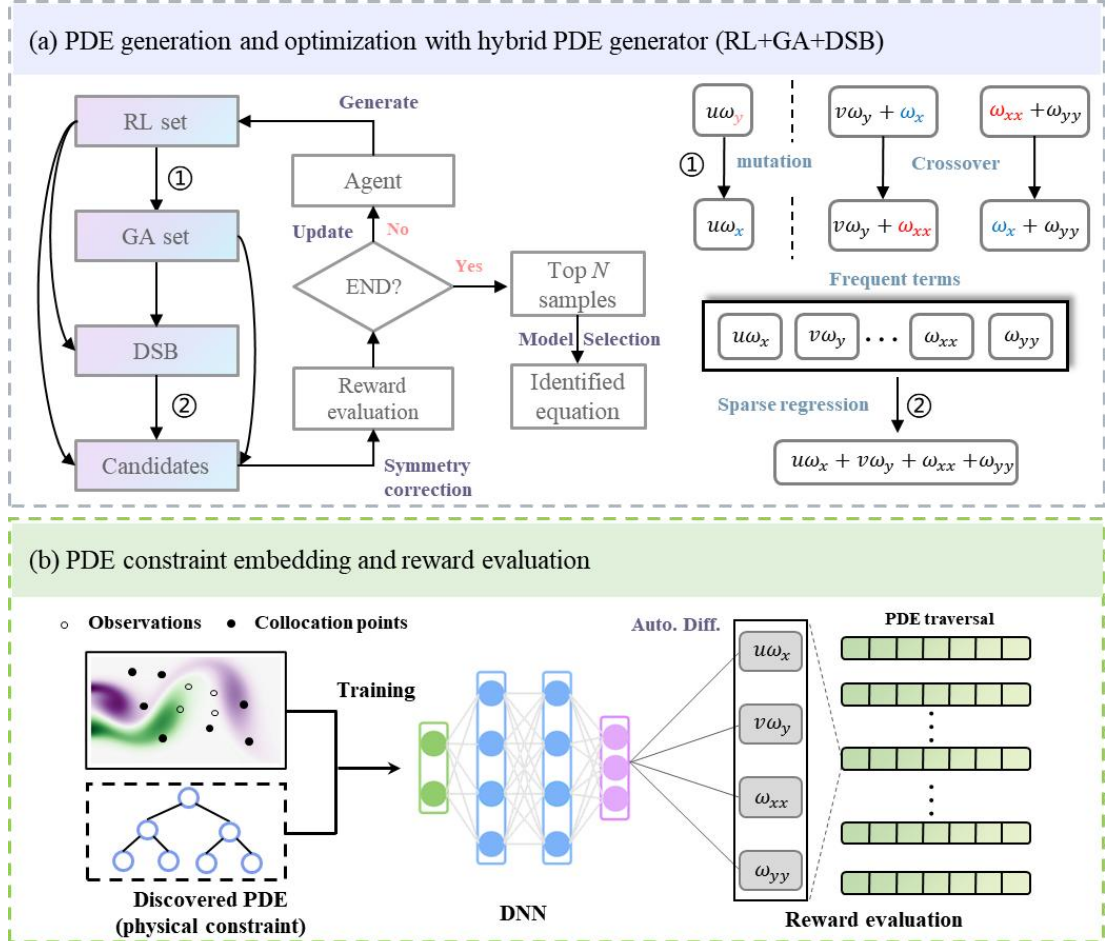 (a) PDE generation and optimization with hybrid PDE generator (RL+GA+DSB)
RL set
①
GA set
DSB
②
Candidates
Generate
Agent
Update
No
END?
Yes
Reward
evaluation
Symmetry
correction
Top N
samples
Model Selection
Identified
equation
uω_y
vω_y + ω_x
ω_xx + ω_yy
①
mutation
Crossover
uω_x
vω_y + ω_xx
ω_x + ω_yy
Frequent terms
uω_x
vω_y
...
ω_xx
ω_yy
Sparse regression
②
uω_x + vω_y + ω_xx + ω_yy
(b) PDE constraint embedding and reward evaluation
○ Observations ● Collocation points
Training
Discovered PDE
(physical constraint)
DNN
Auto. Diff.
uω_x
vω_y
ω_xx
ω_yy
PDE traversal
Reward evaluation